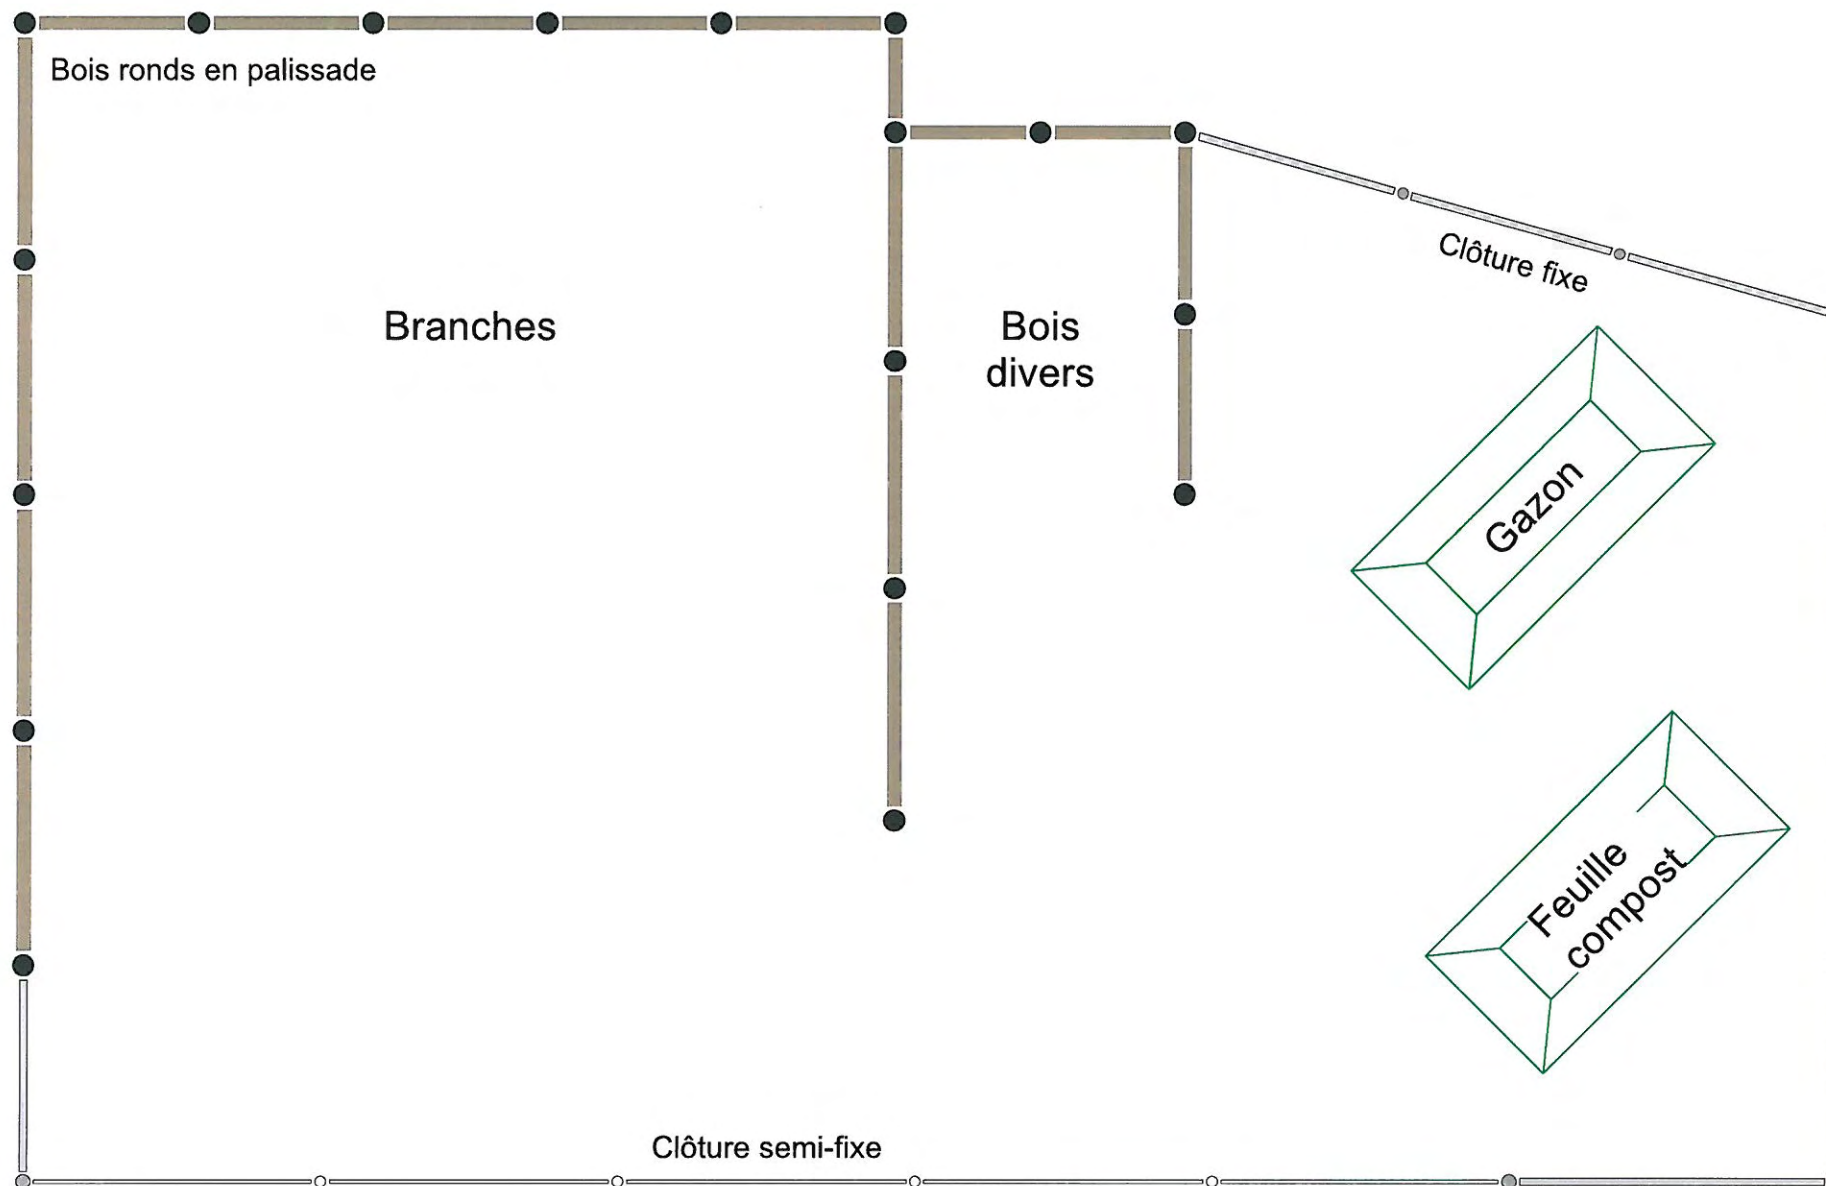 Bois ronds en palissade
Branches
Bois
divers
Clôture fixe
Gazon
Feuille
compost
Clôture semi-fixe